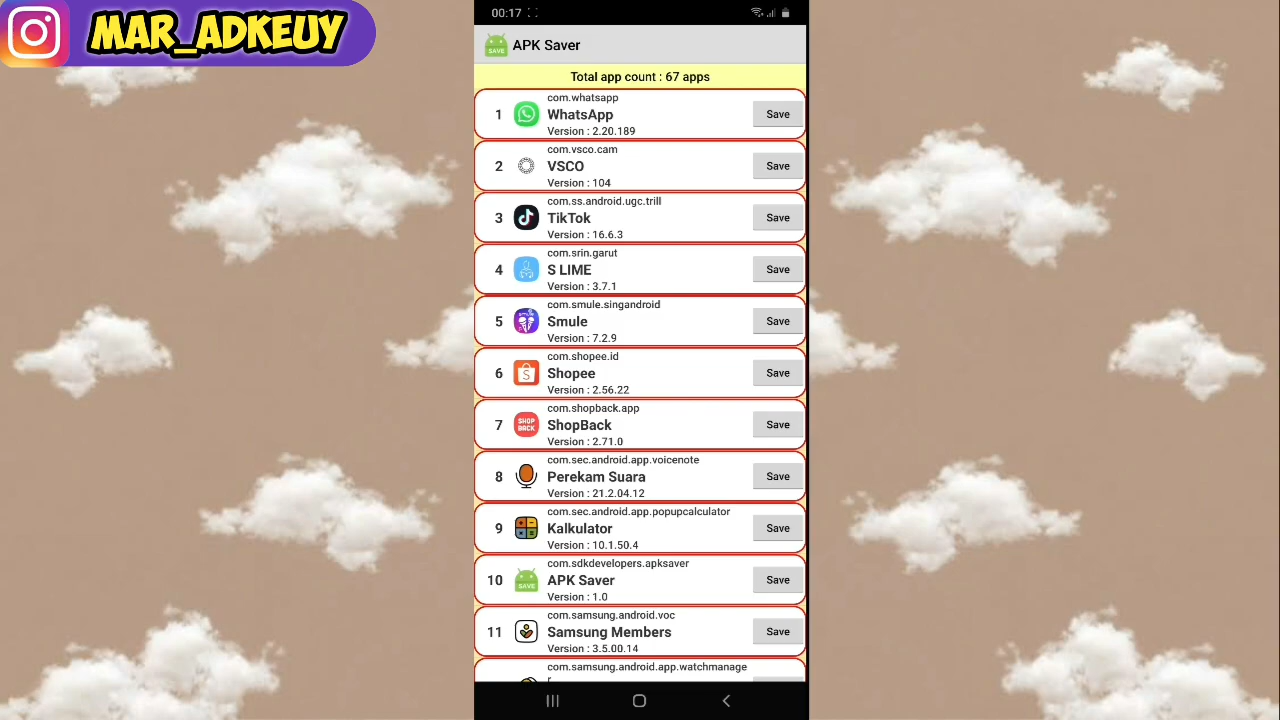 MAR_ADKEUY
00:17
SAVE
APK Saver
Total app count : 67 apps
1
com.whatsapp
WhatsApp
Version : 2.20.189
Save
2
com.vsco.cam
VSCO
Version : 104
Save
3
com.ss.android.ugc.trill
TikTok
Version : 16.6.3
Save
4
com.srin.garut
S LIME
Version : 3.7.1
Save
5
com.smule.singandroid
Smule
Version : 7.2.9
Save
6
com.shopee.id
Shopee
Version : 2.56.22
Save
7
SHOP
BACK
com.shopback.app
ShopBack
Version : 2.71.0
Save
8
com.sec.android.app.voicenote
Perekam Suara
Version : 21.2.04.12
Save
9
com.sec.android.app.popupcalculator
Kalkulator
Version : 10.1.50.4
Save
10
SAVE
com.sdkdevelopers.apksaver
APK Saver
Version : 1.0
Save
11
com.samsung.android.voc
Samsung Members
Version : 3.5.00.14
Save
com.samsung.android.app.watchmanage